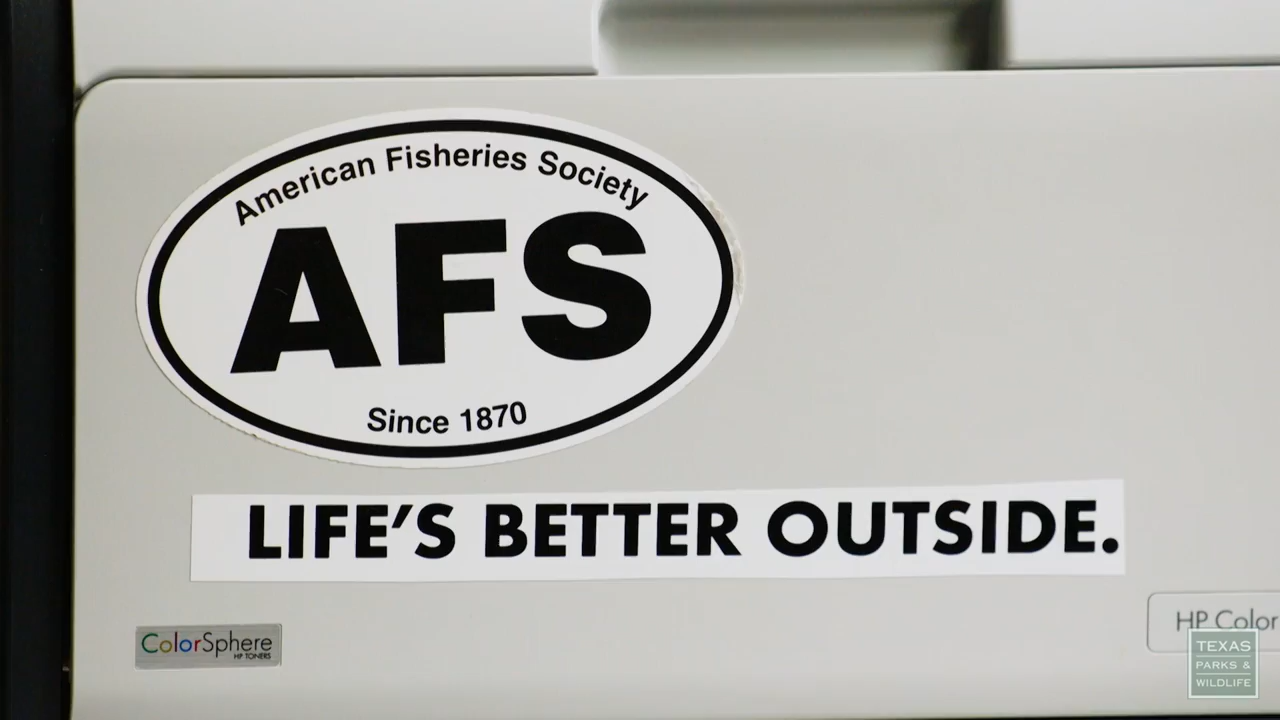 American Fisheries Society
AFS
Since 1870
LIFE'S BETTER OUTSIDE.
ColorSphere
HP TONERS
HP Color
TEXAS
PARKS &
WILDLIFE